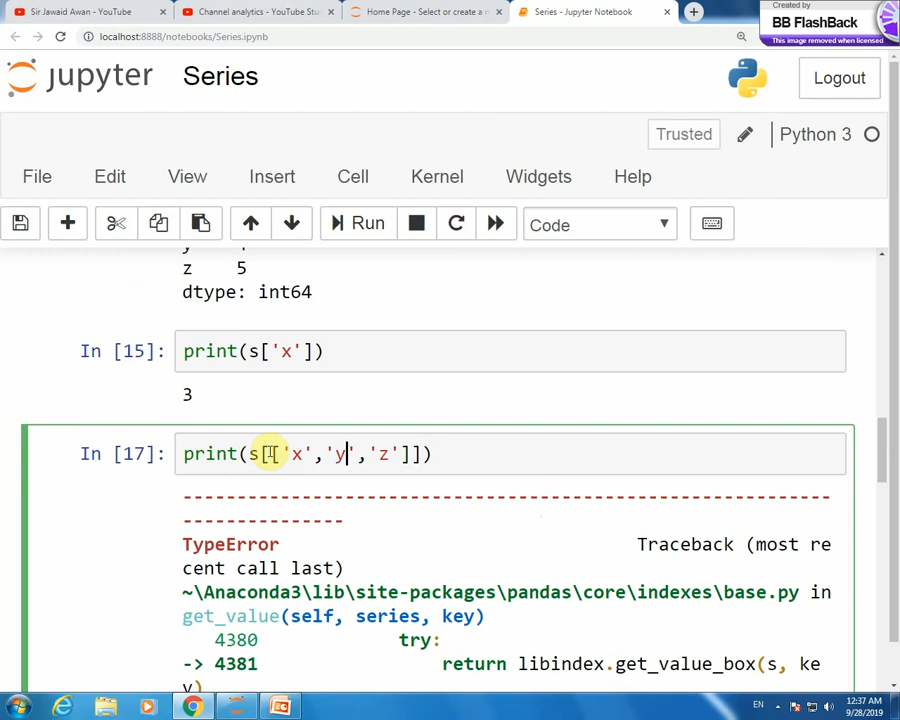 Created by
BB FlashBack
This image removed when licensed
Sir Jawaid Awan - YouTube
Channel analytics - YouTube Stu
Home Page - Select or create a n
Series - Jupyter Notebook
localhost:8888/notebooks/Series.ipynb
jupyter Series
Logout
Trusted
Python 3
File Edit View Insert Cell Kernel Widgets Help
Run
Code
z 5
dtype: int64
In [15]: print(s['x'])
3
In [17]: print(s[['x','y','z']])
---------------------------------------------------------------------------
TypeError Traceback (most re
cent call last)
~\Anaconda3\lib\site-packages\pandas\core\indexes\base.py in
get_value(self, series, key)
4380 try:
-> 4381 return libindex.get_value_box(s, ke
y)
EN
12:37 AM
9/28/2019